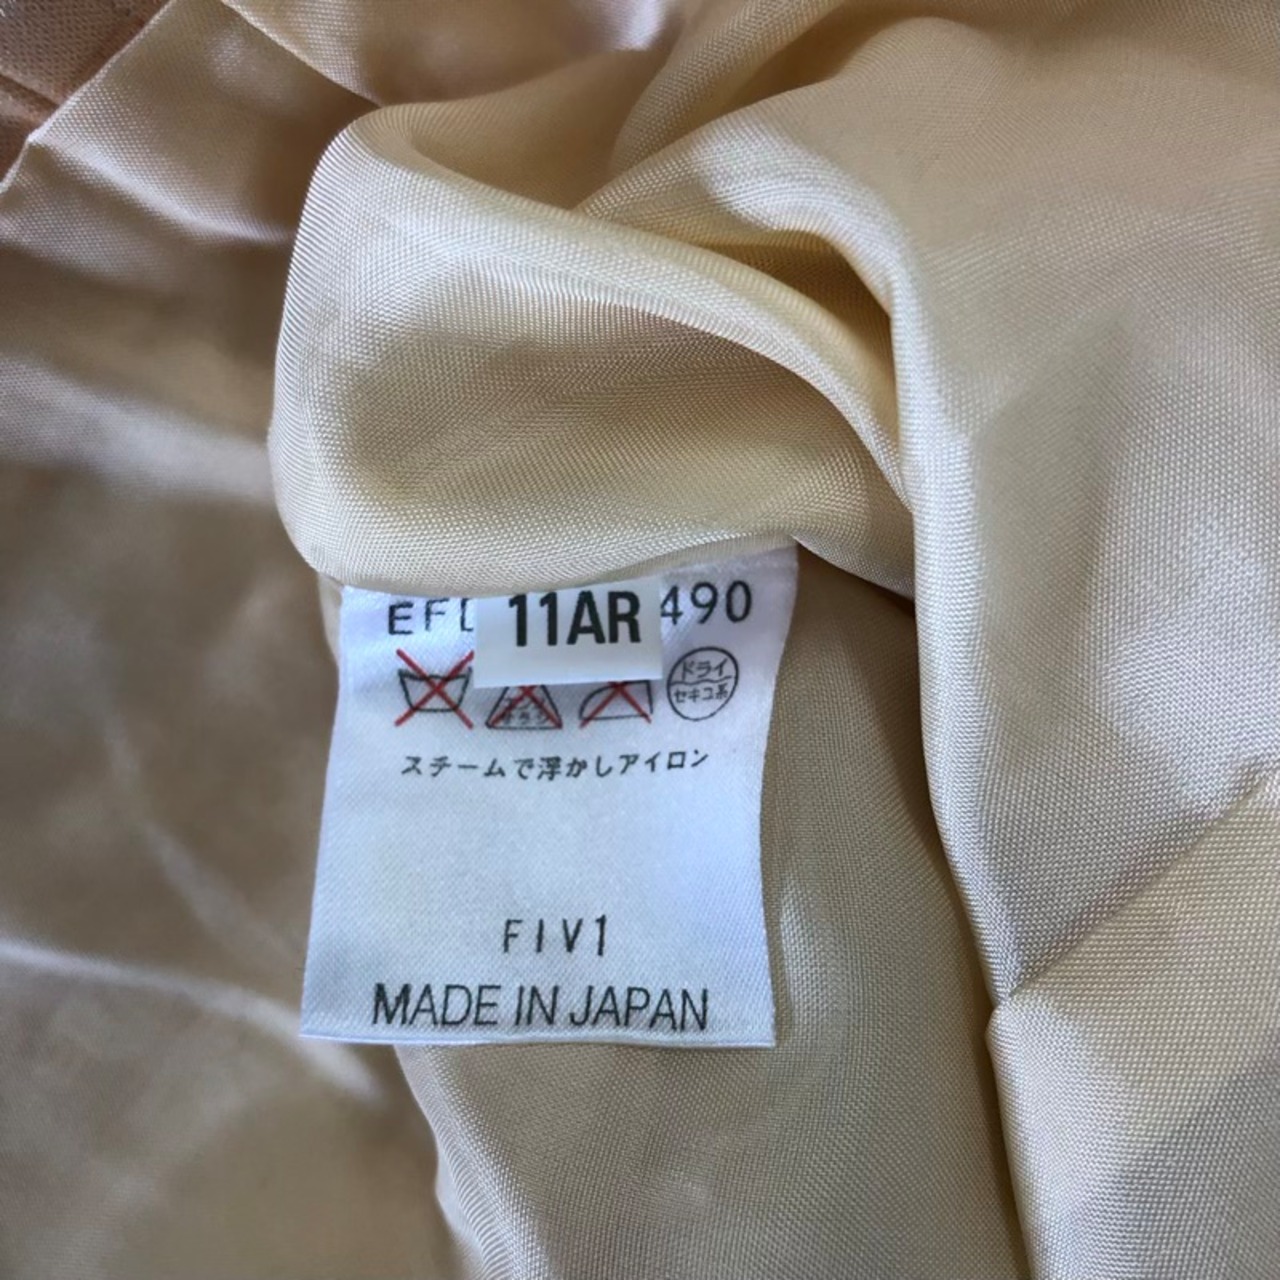 11AR
490
ドライ
セキユ系
スチームで浮かしアイロン
FIV1
MADE IN JAPAN